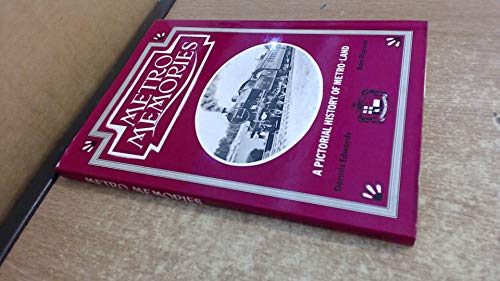 METRO
MEMORIES
A PICTORIAL HISTORY OF METRO-LAND
Dennis Edwards
Ron Pigram
METRO MEMORIES